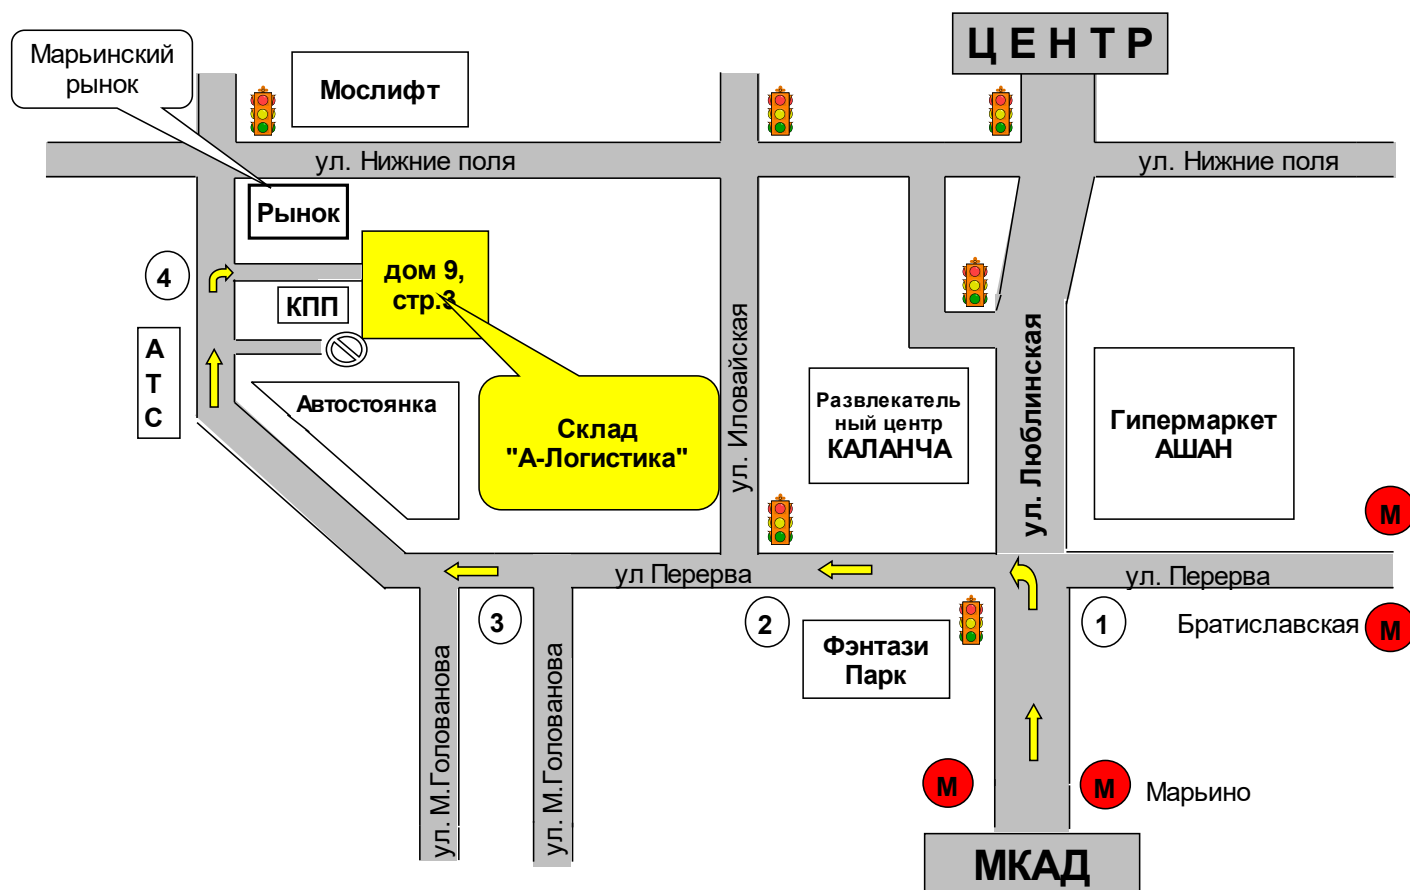 ЦЕНТР
Марьинский
рынок
Мослифт
ул. Нижние поля
ул. Нижние поля
Рынок
4
дом 9,
стр.3
КПП
А
Т
С
Автостоянка
Склад
"А-Логистика"
ул. Иловайская
Развлекатель
ный центр
КАЛАНЧА
ул. Люблинская
Гипермаркет
АШАН
М
ул Перерва
ул. Перерва
3
2
1
Братиславская
М
Фэнтази
Парк
ул. М.Голованова
ул. М.Голованова
М
М
Марьино
МКАД